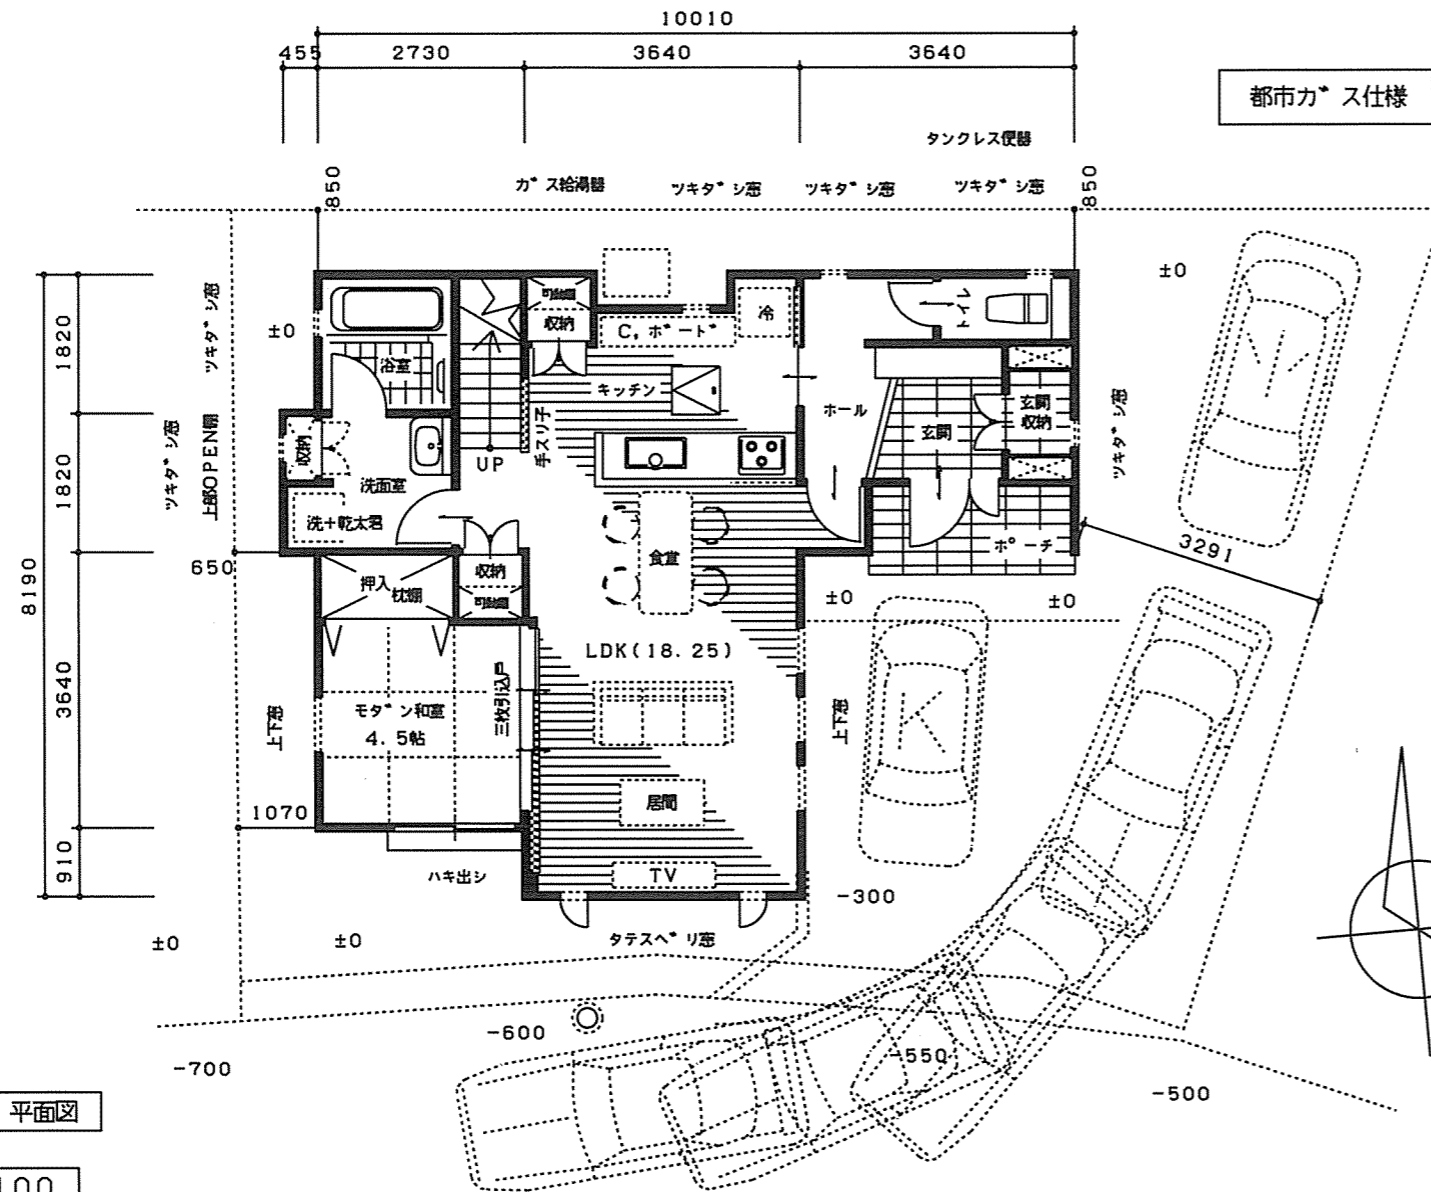 10010
455 2730 3640 3640
都市ガス仕様
タンクレス便器
850
ガス給湯器
ツキダシ窓
ツキダシ窓
ツキダシ窓
850
±0
ツキダシ窓
±0
1820
浴室
可動棚
収納
C,ボード
冷
トイレ
キッチン
ホール
玄関
玄関
収納
ツキダシ窓
8190
1820
ツキダシ窓
上部OPEN棚
収納
洗面室
洗+乾太君
UP
手スリ子
ポーチ
3291
650
食堂
押入
枕棚
収納
可動棚
±0
±0
LDK(18.25)
3640
上下窓
モダン和室
4.5帖
三枚引込戸
上下窓
居間
1070
910
ハキ出シ
TV
-300
±0
±0
タテスベリ窓
-600
-550
-700
-500
平面図
100